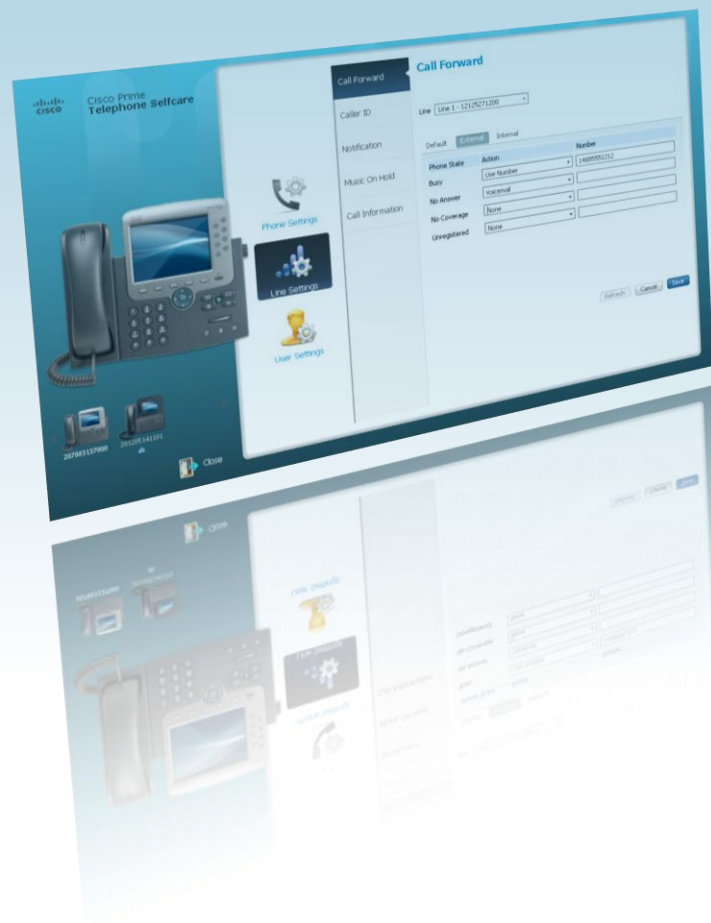 CISCO
Cisco Prime
Telephone Selfcare
Phone Settings
Line Settings
User Settings
Call Forward
Caller ID
Notification
Music On Hold
Call Information
Call Forward
Line Line 1 - 12125271200
Default External Internal
Phone State Action Number
Busy Use Number 14085551212
No Answer Voicemail
No Coverage None
Unregistered None
Refresh Cancel Save
Close